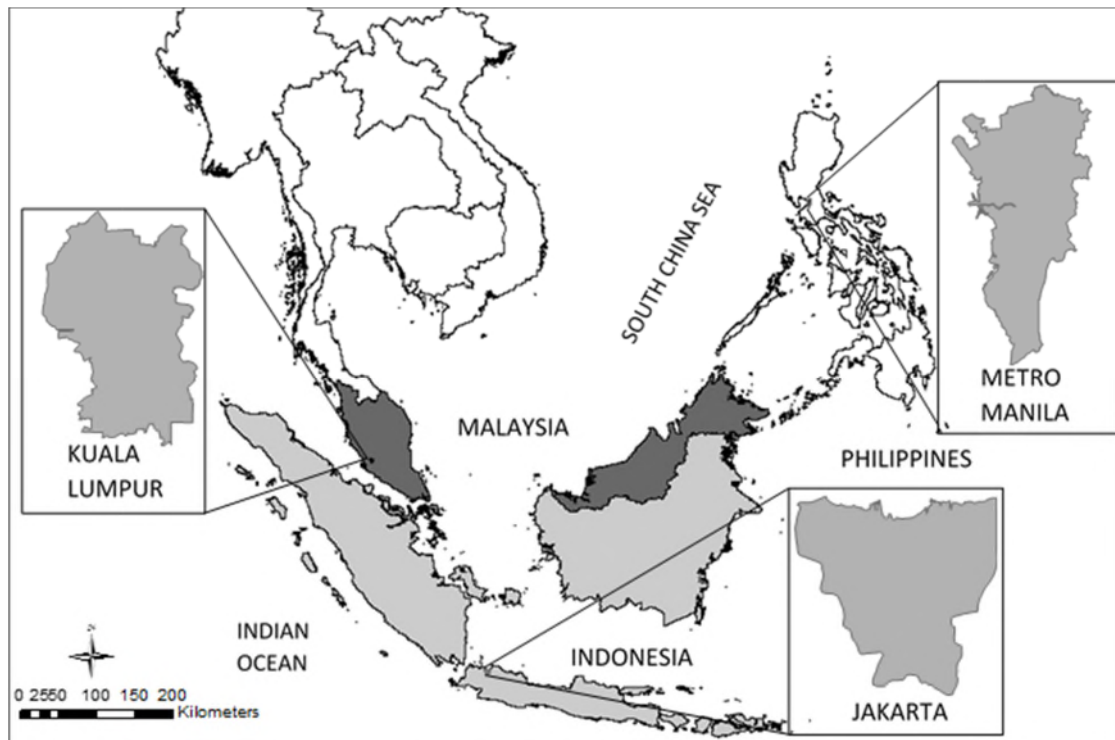 SOUTH CHINA SEA
METRO
MANILA
KUALA
LUMPUR
MALAYSIA
PHILIPPINES
INDIAN
OCEAN
INDONESIA
JAKARTA
0 2550 100 150 200
Kilometers